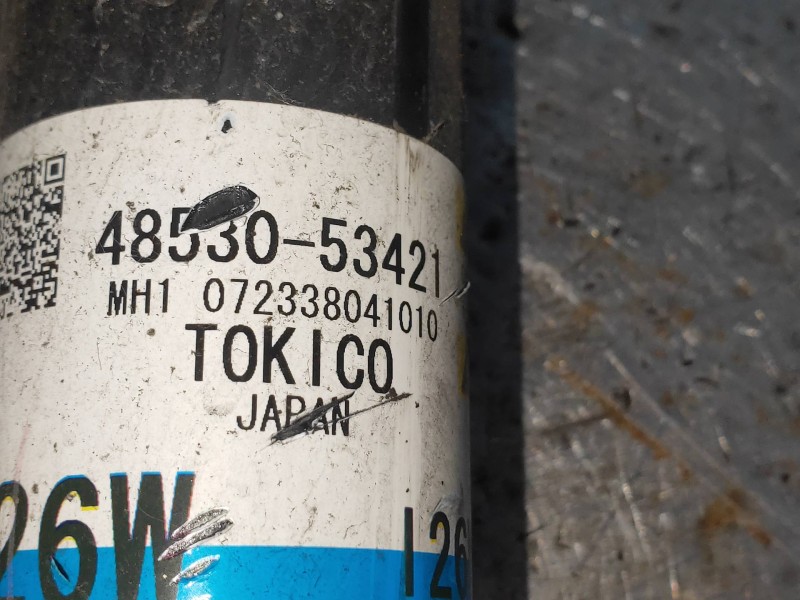 48530-53421
MH1 072338041010
TOKICO
JAPAN
26W I26